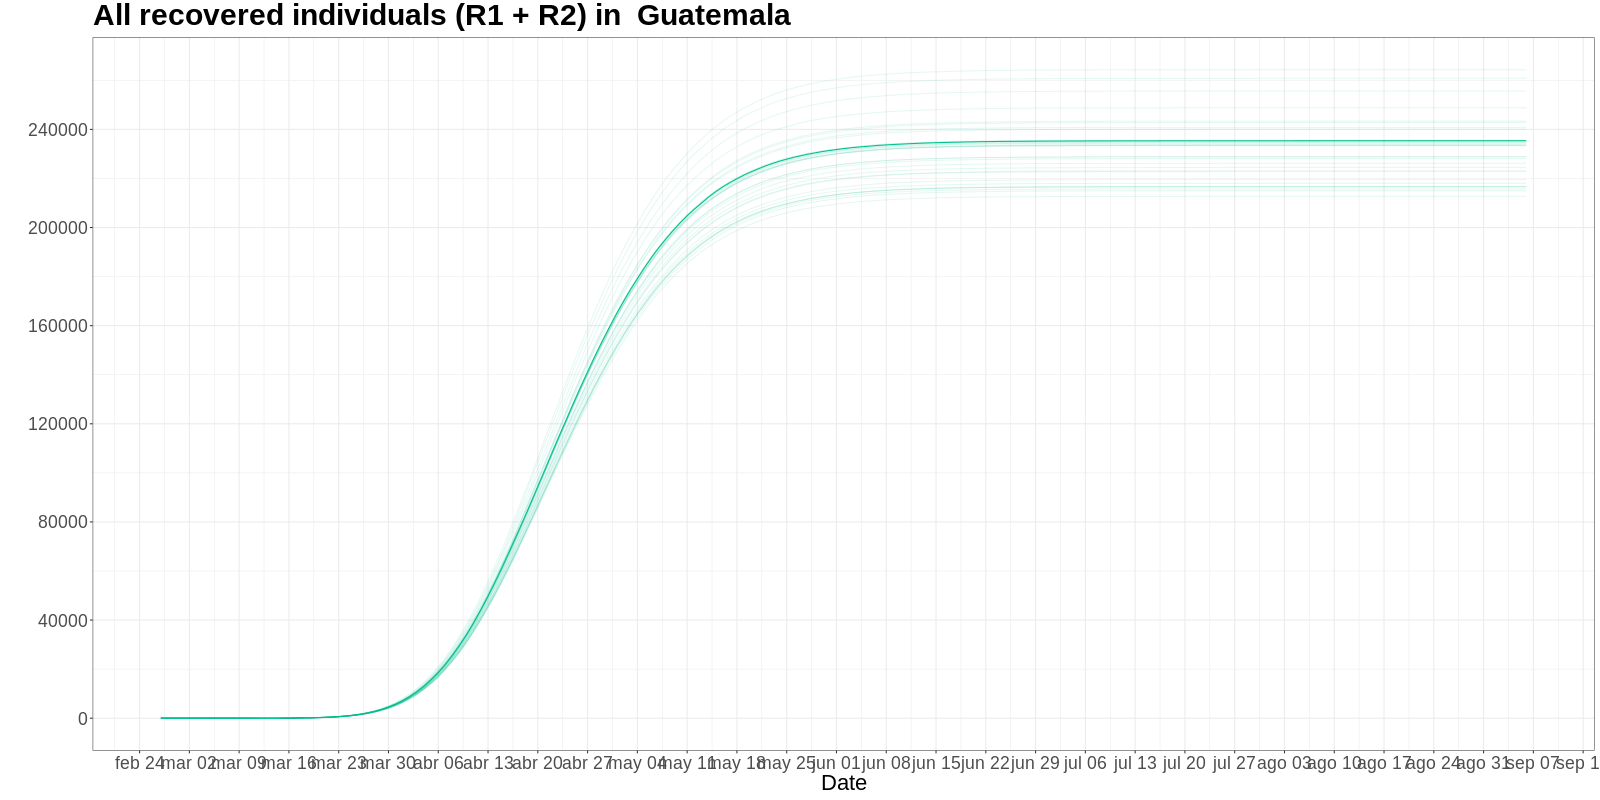 All recovered individuals (R1 + R2) in  Guatemala
240000
200000
160000
120000
80000
40000
0
feb 24 mar 02 mar 09 mar 16 mar 23 mar 30 abr 06 abr 13 abr 20 abr 27 may 04 may 11 may 18 may 25 jun 01 jun 08 jun 15 jun 22 jun 29 jul 06 jul 13 jul 20 jul 27 ago 03 ago 10 ago 17 ago 24 ago 31 sep 07 sep 1
Date